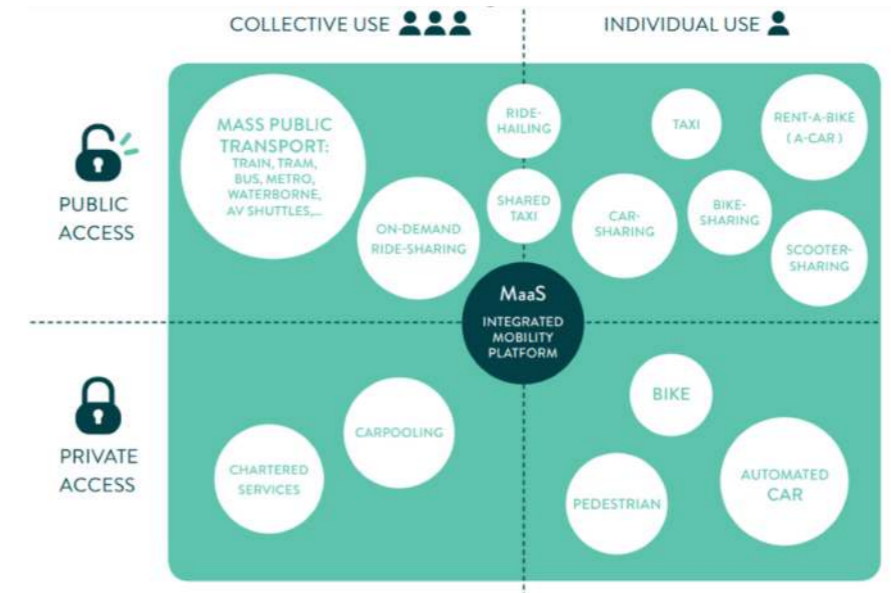 COLLECTIVE USE
INDIVIDUAL USE
PUBLIC
ACCESS
MASS PUBLIC
TRANSPORT:
TRAIN, TRAM,
BUS, METRO,
WATERBORNE,
AV SHUTTLES,...
ON-DEMAND
RIDE-SHARING
RIDE-
HAILING
SHARED
TAXI
TAXI
RENT-A-BIKE
( A-CAR )
CAR-
SHARING
BIKE-
SHARING
SCOOTER-
SHARING
MaaS
INTEGRATED
MOBILITY
PLATFORM
PRIVATE
ACCESS
CHARTERED
SERVICES
CARPOOLING
BIKE
PEDESTRIAN
AUTOMATED
CAR